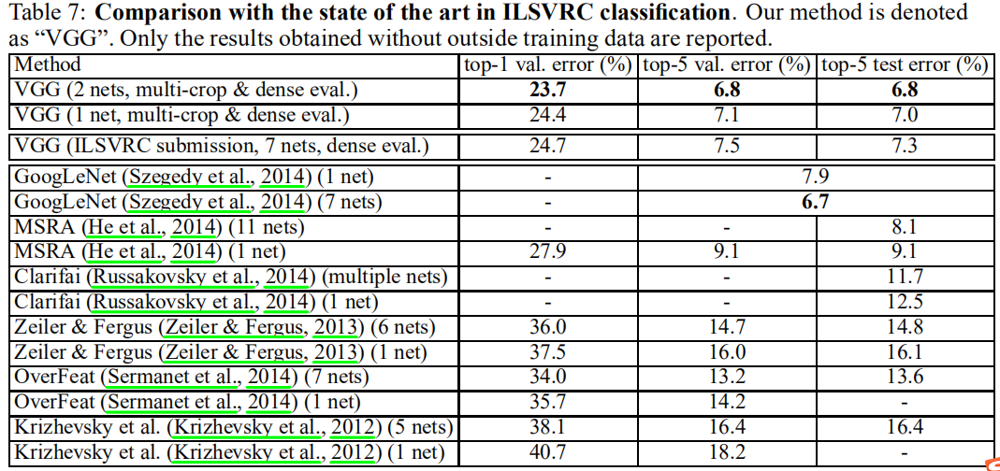 Table 7: Comparison with the state of the art in ILSVRC classification. Our method is denoted
as “VGG”. Only the results obtained without outside training data are reported.
Method top-1 val. error (%) top-5 val. error (%) top-5 test error (%)
VGG (2 nets, multi-crop & dense eval.) 23.7 6.8 6.8
VGG (1 net, multi-crop & dense eval.) 24.4 7.1 7.0
VGG (ILSVRC submission, 7 nets, dense eval.) 24.7 7.5 7.3
GoogLeNet (Szegedy et al., 2014) (1 net) - 7.9
GoogLeNet (Szegedy et al., 2014) (7 nets) - 6.7
MSRA (He et al., 2014) (11 nets) - - 8.1
MSRA (He et al., 2014) (1 net) 27.9 9.1 9.1
Clarifai (Russakovsky et al., 2014) (multiple nets) - - 11.7
Clarifai (Russakovsky et al., 2014) (1 net) - - 12.5
Zeiler & Fergus (Zeiler & Fergus, 2013) (6 nets) 36.0 14.7 14.8
Zeiler & Fergus (Zeiler & Fergus, 2013) (1 net) 37.5 16.0 16.1
OverFeat (Sermanet et al., 2014) (7 nets) 34.0 13.2 13.6
OverFeat (Sermanet et al., 2014) (1 net) 35.7 14.2 -
Krizhevsky et al. (Krizhevsky et al., 2012) (5 nets) 38.1 16.4 16.4
Krizhevsky et al. (Krizhevsky et al., 2012) (1 net) 40.7 18.2 -